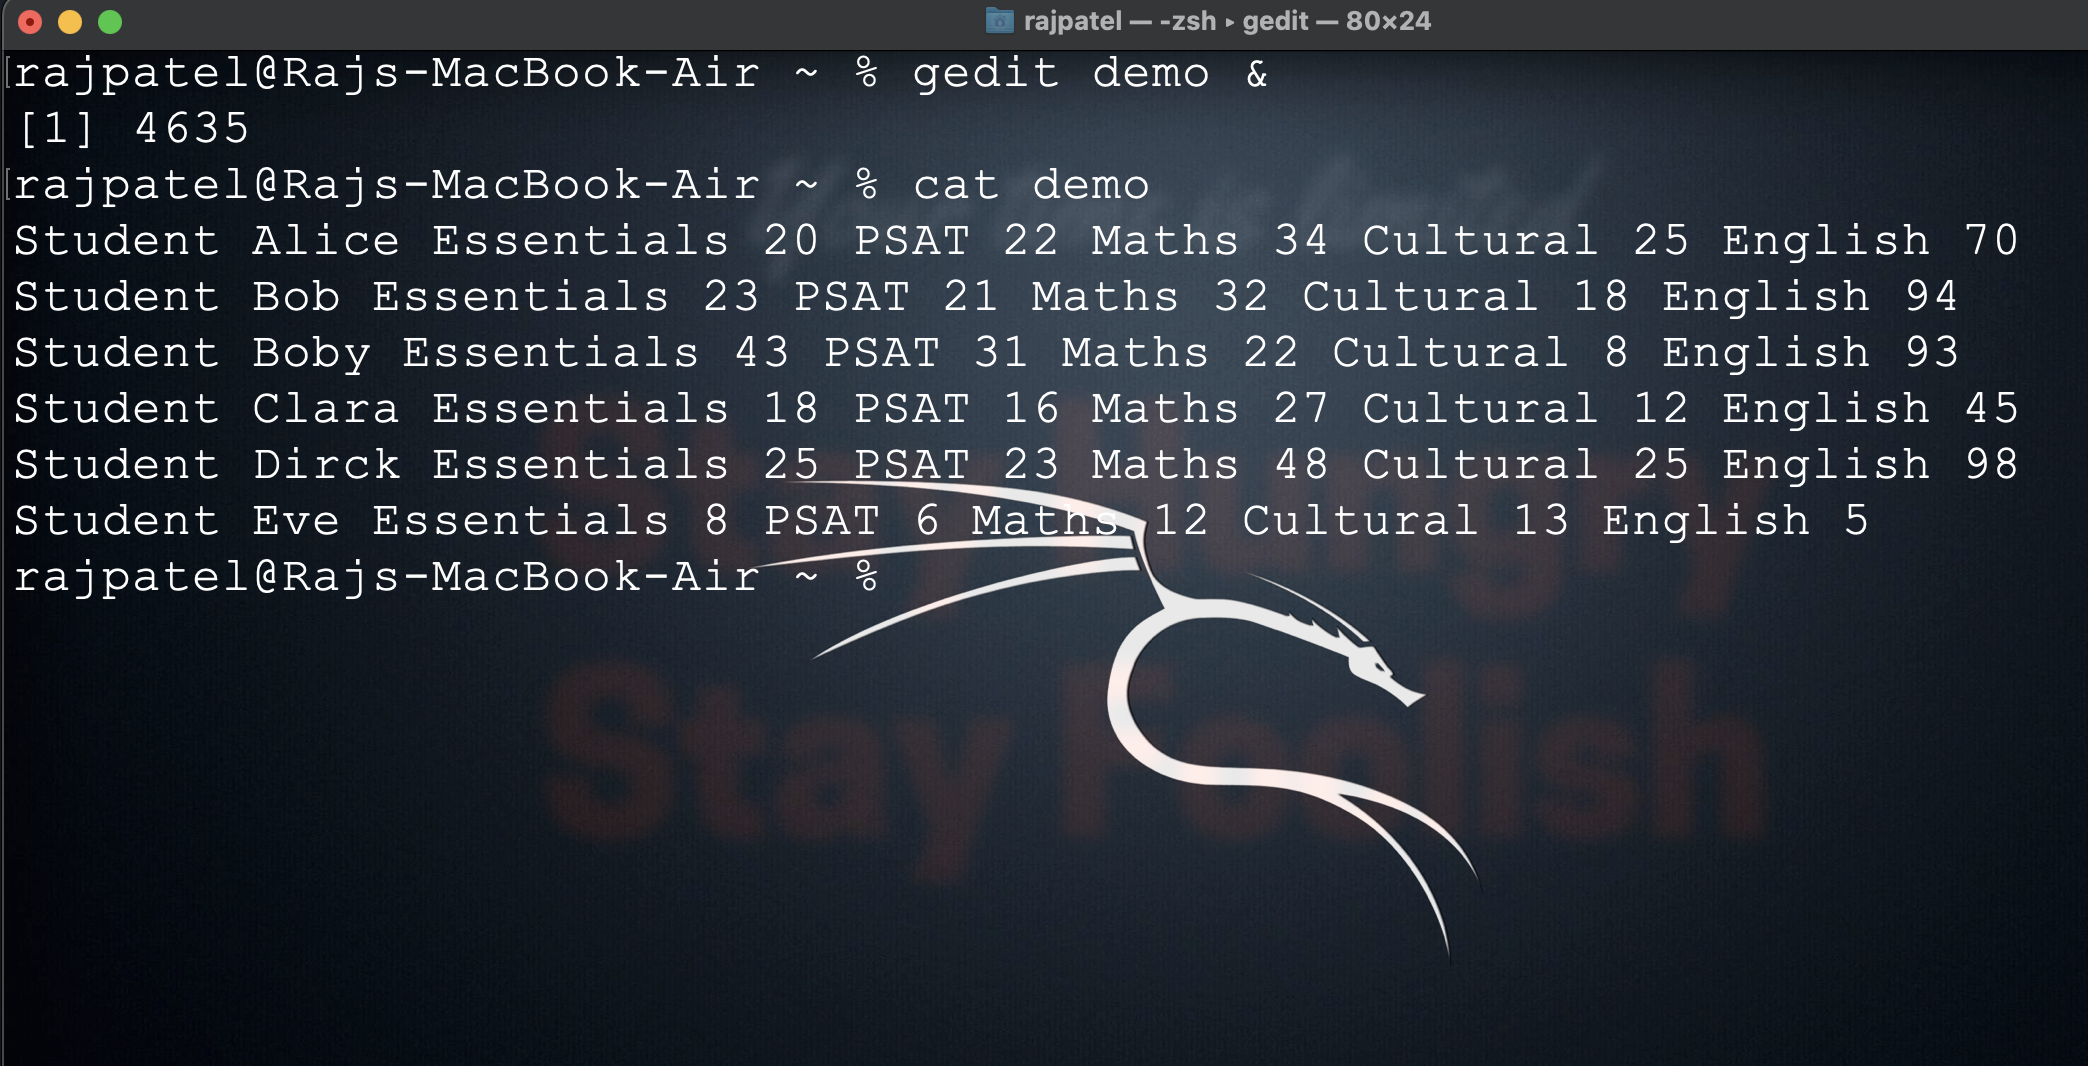 rajpatel — -zsh ▸ gedit — 80×24
rajpatel@Rajs-MacBook-Air ~ % gedit demo &
[1] 4635
rajpatel@Rajs-MacBook-Air ~ % cat demo
Student Alice Essentials 20 PSAT 22 Maths 34 Cultural 25 English 70
Student Bob Essentials 23 PSAT 21 Maths 32 Cultural 18 English 94
Student Boby Essentials 43 PSAT 31 Maths 22 Cultural 8 English 93
Student Clara Essentials 18 PSAT 16 Maths 27 Cultural 12 English 45
Student Dirck Essentials 25 PSAT 23 Maths 48 Cultural 25 English 98
Student Eve Essentials 8 PSAT 6 Maths 12 Cultural 13 English 5
rajpatel@Rajs-MacBook-Air ~ %
Stay Hungry
Stay Foolish